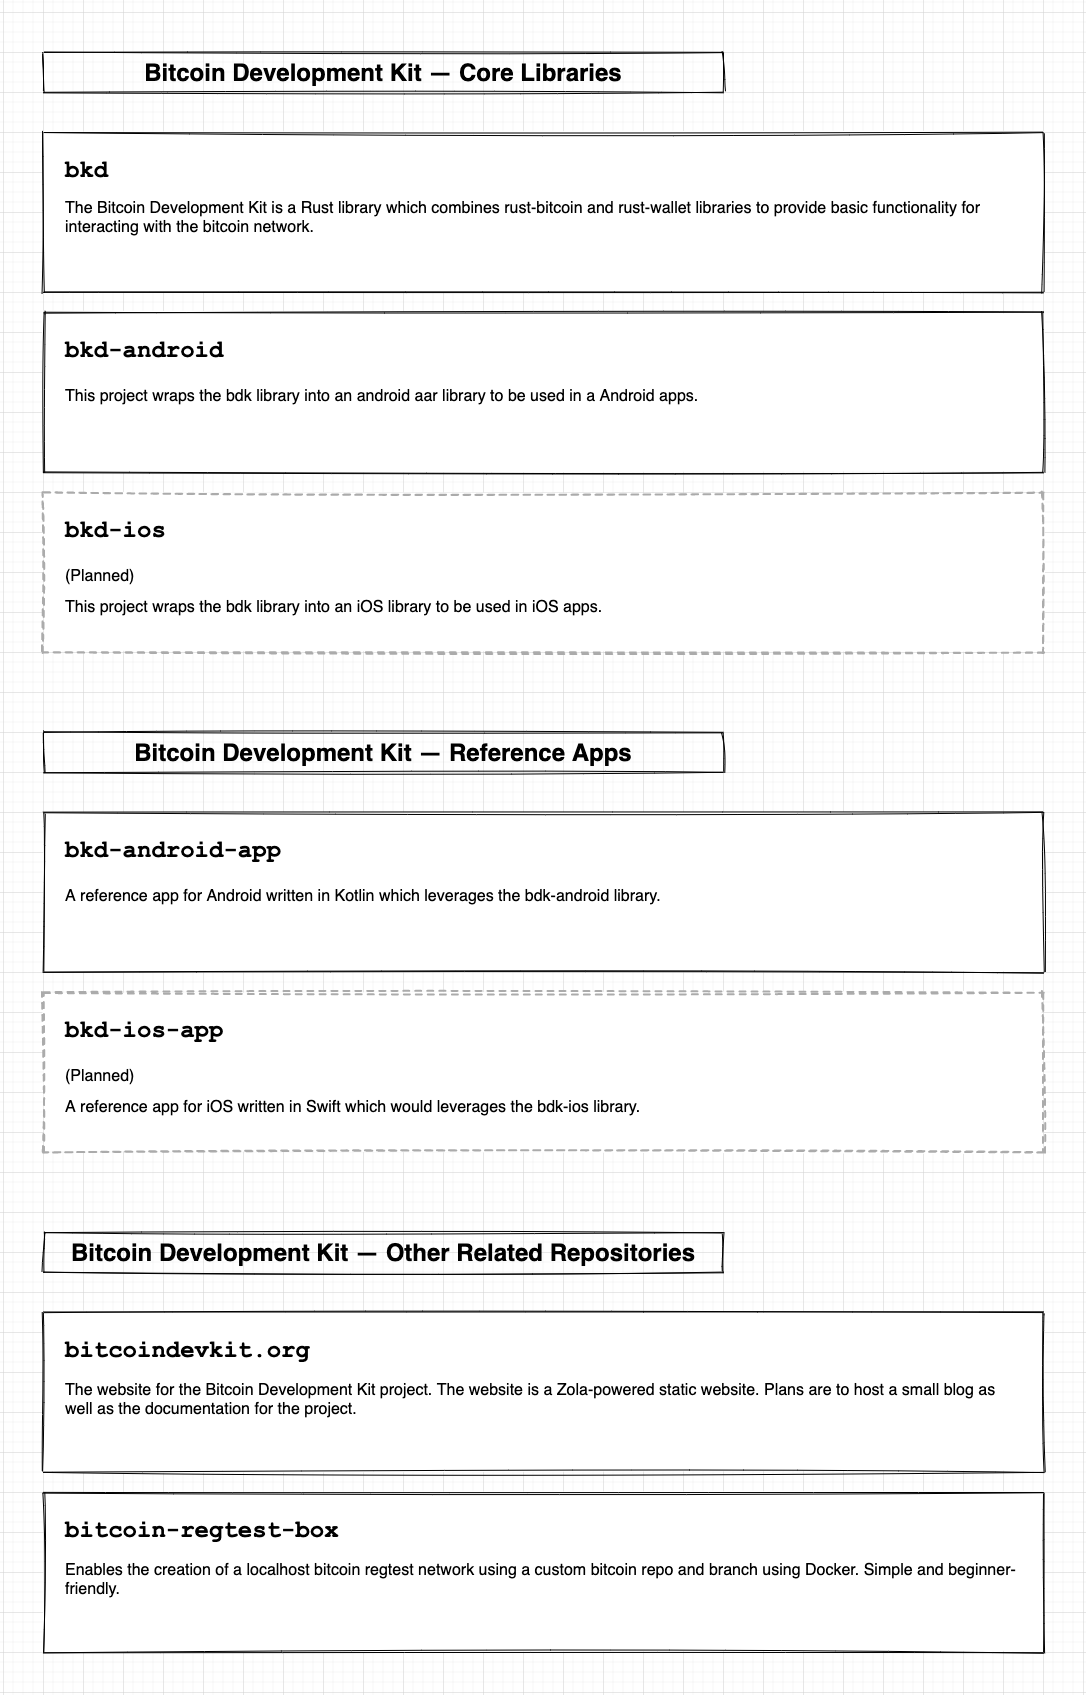 Bitcoin Development Kit — Core Libraries
bkd
The Bitcoin Development Kit is a Rust library which combines rust-bitcoin and rust-wallet libraries to provide basic functionality for
interacting with the bitcoin network.
bkd-android
This project wraps the bdk library into an android aar library to be used in a Android apps.
bkd-ios
(Planned)
This project wraps the bdk library into an iOS library to be used in iOS apps.
Bitcoin Development Kit — Reference Apps
bkd-android-app
A reference app for Android written in Kotlin which leverages the bdk-android library.
bkd-ios-app
(Planned)
A reference app for iOS written in Swift which would leverages the bdk-ios library.
Bitcoin Development Kit — Other Related Repositories
bitcoindevkit.org
The website for the Bitcoin Development Kit project. The website is a Zola-powered static website. Plans are to host a small blog as
well as the documentation for the project.
bitcoin-regtest-box
Enables the creation of a localhost bitcoin regtest network using a custom bitcoin repo and branch using Docker. Simple and beginner-
friendly.